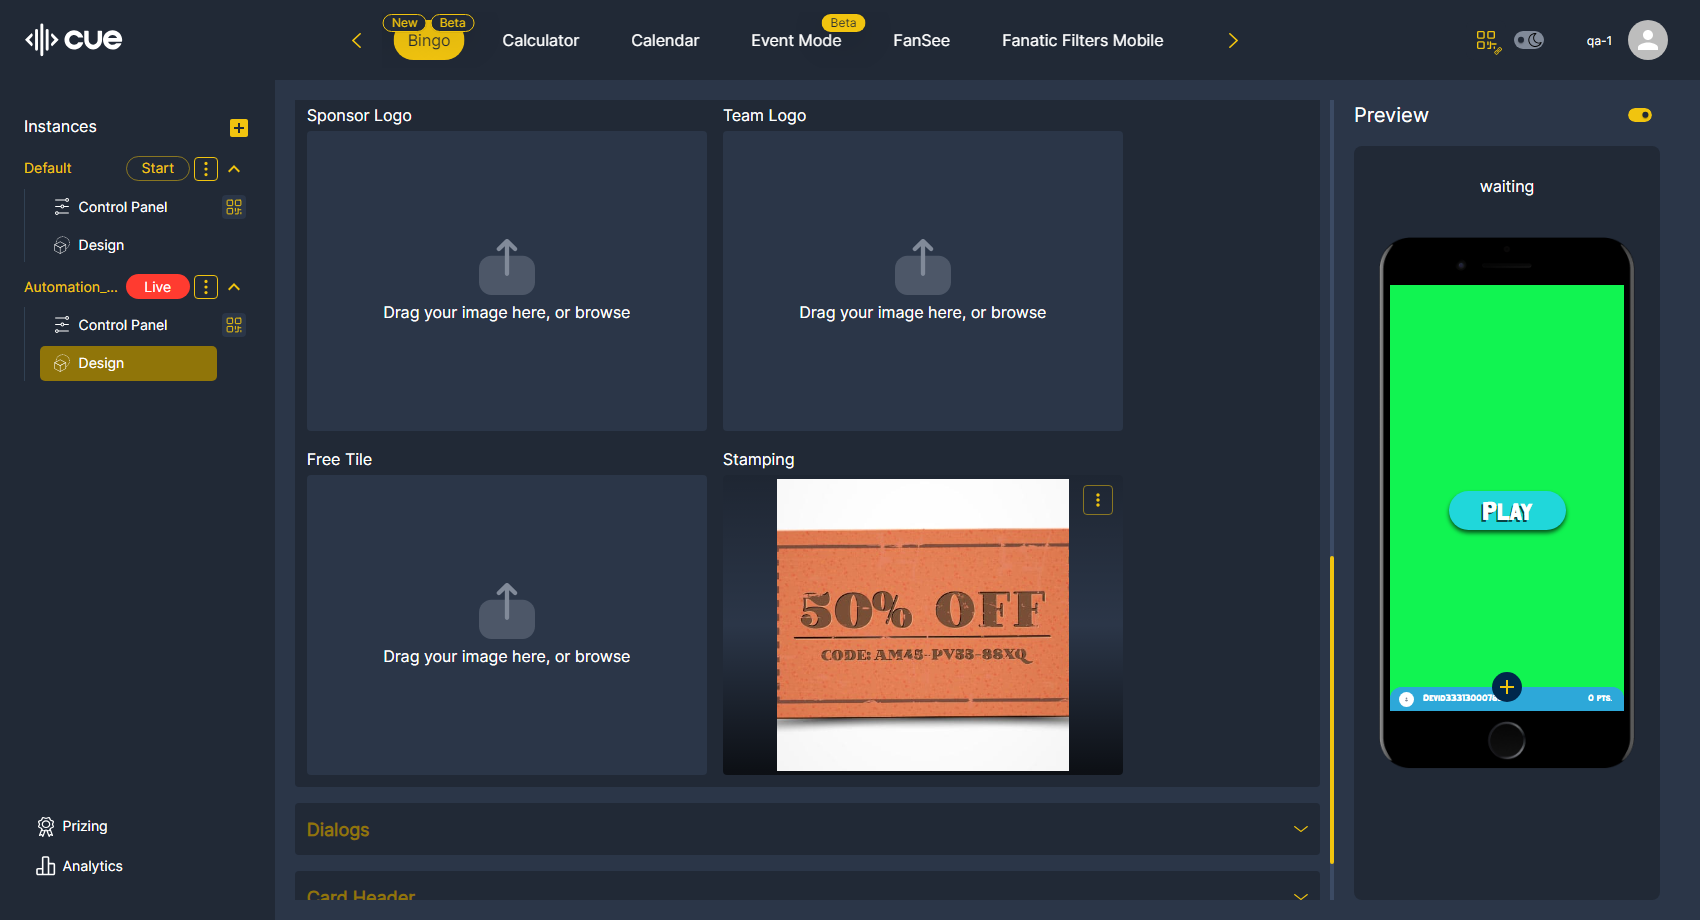 cue
New
Beta
Bingo
Calculator
Calendar
Beta
Event Mode
FanSee
Fanatic Filters Mobile
qa-1
Instances
Default
Start
Control Panel
Design
Automation_...
Live
Control Panel
Design
Prizing
Analytics
Sponsor Logo
Drag your image here, or browse
Team Logo
Drag your image here, or browse
Free Tile
Drag your image here, or browse
Stamping
50% OFF
CODE: AM45-PV53-88XQ
Dialogs
Card Header
Preview
waiting
PLAY
0 PTS.